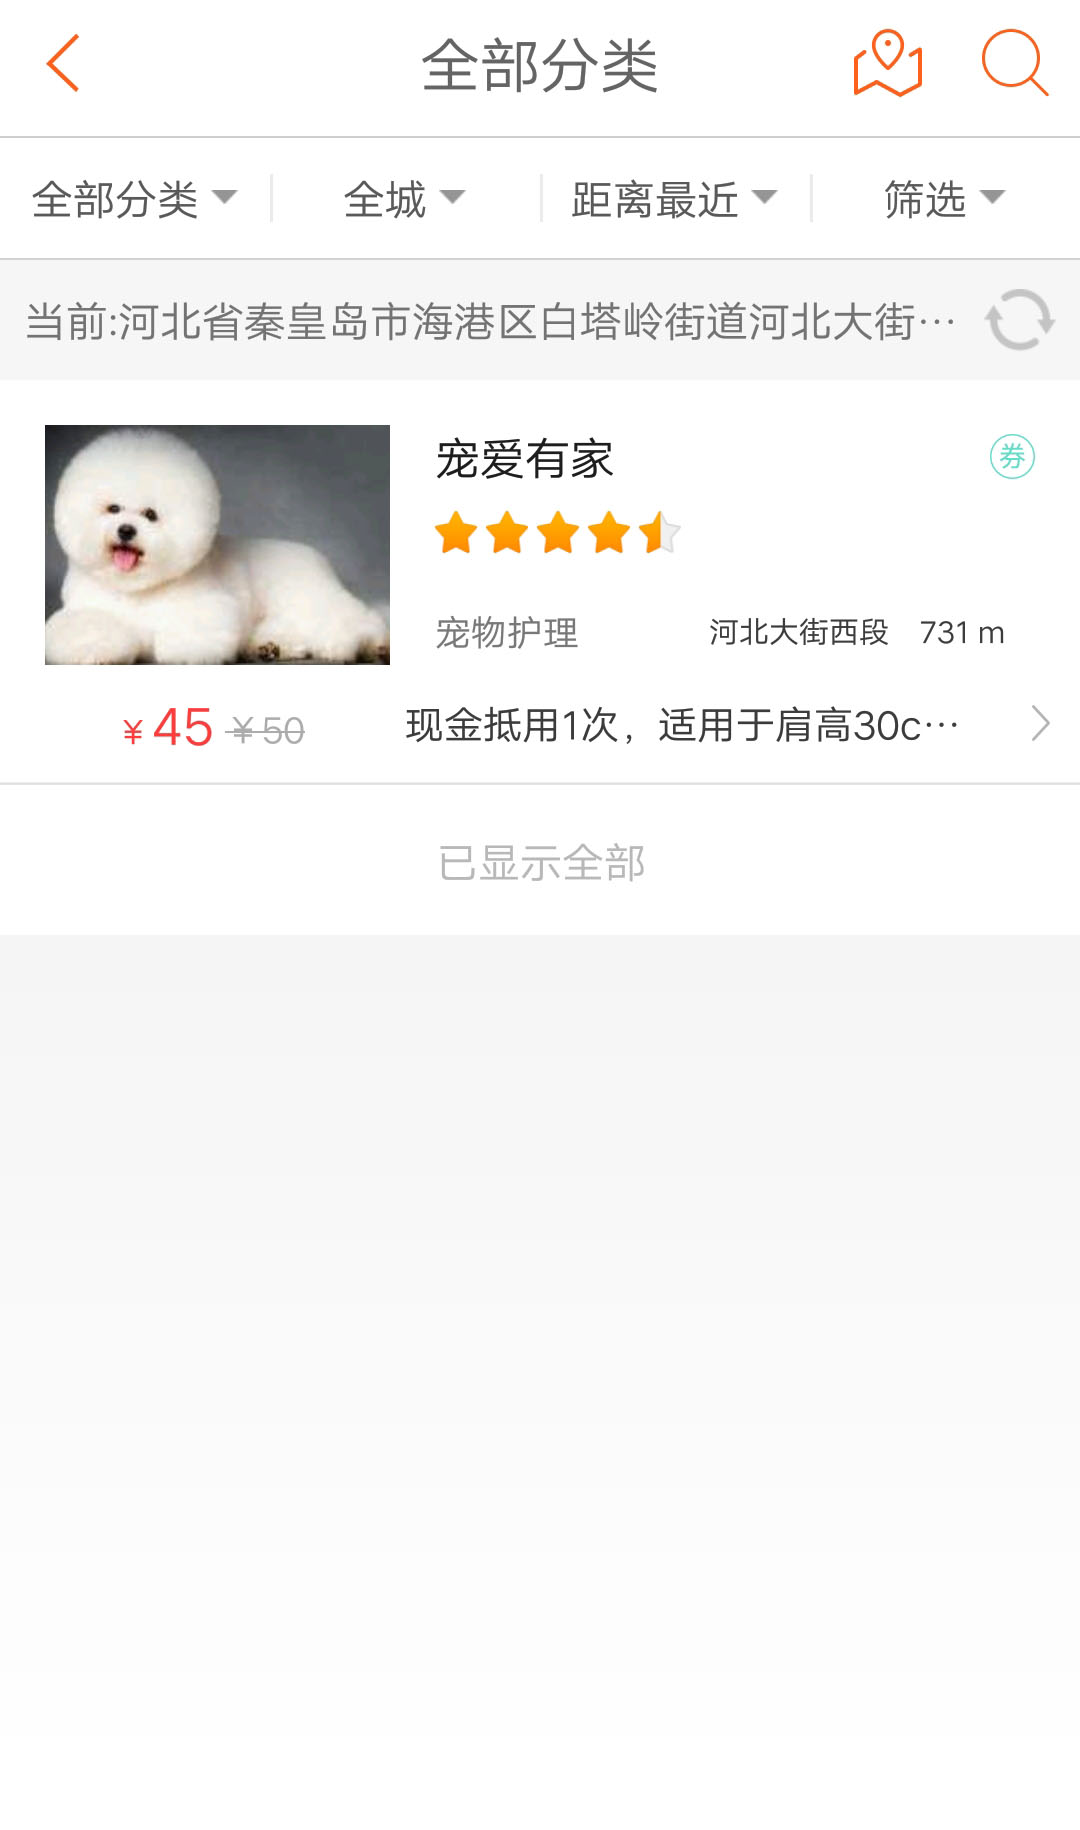 全部分类
全部分类 全城 距离最近 筛选
当前:河北省秦皇岛市海港区白塔岭街道河北大街…
宠爱有家 券
宠物护理 河北大街西段 731 m
¥45 ¥50 现金抵用1次，适用于肩高30c…
已显示全部